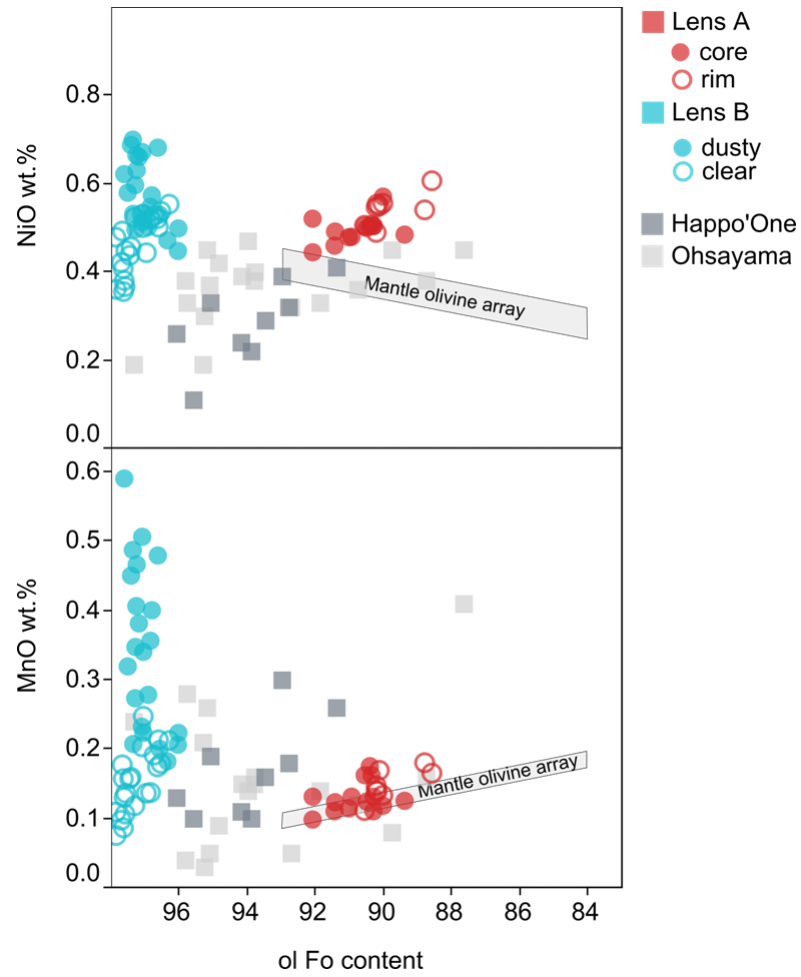 Lens A
core
rim
Lens B
dusty
clear
Happo'One
Ohsayama
NiO wt.%
0.8
0.6
0.4
0.2
0.0
Mantle olivine array
MnO wt.%
0.6
0.5
0.4
0.3
0.2
0.1
0.0
Mantle olivine array
96 94 92 90 88 86 84
ol Fo content